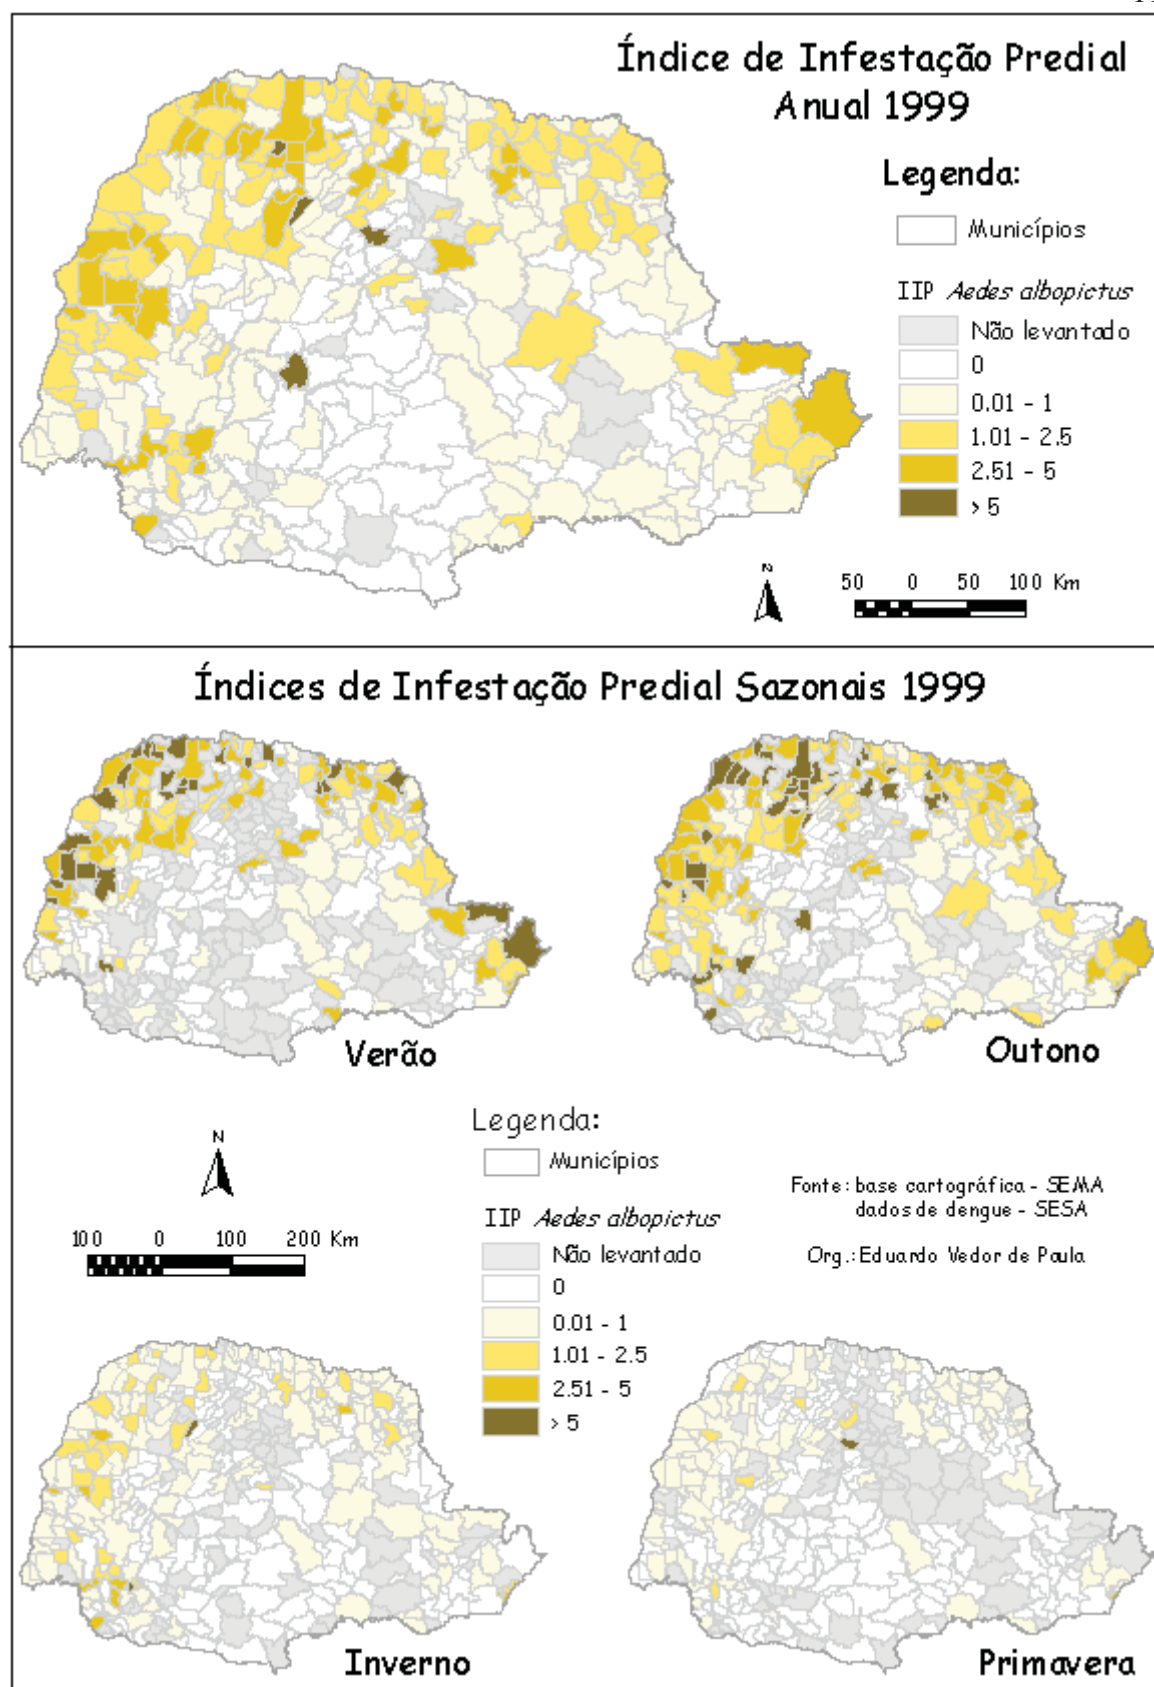 Índice de Infestação Predial
Anual 1999
Legenda:
Municípios
IIP Aedes albopictus
Não levantado
0
0.01 - 1
1.01 - 2.5
2.51 - 5
> 5
N
50 0 50 100 Km
Índices de Infestação Predial Sazonais 1999
Verão
Outono
Legenda:
Municípios
IIP Aedes albopictus
Não levantado
0
0.01 - 1
1.01 - 2.5
2.51 - 5
> 5
N
100 0 100 200 Km
Fonte: base cartográfica - SEMA
dados de dengue - SESA
Org.: Eduardo Vedor de Paula
Inverno
Primavera